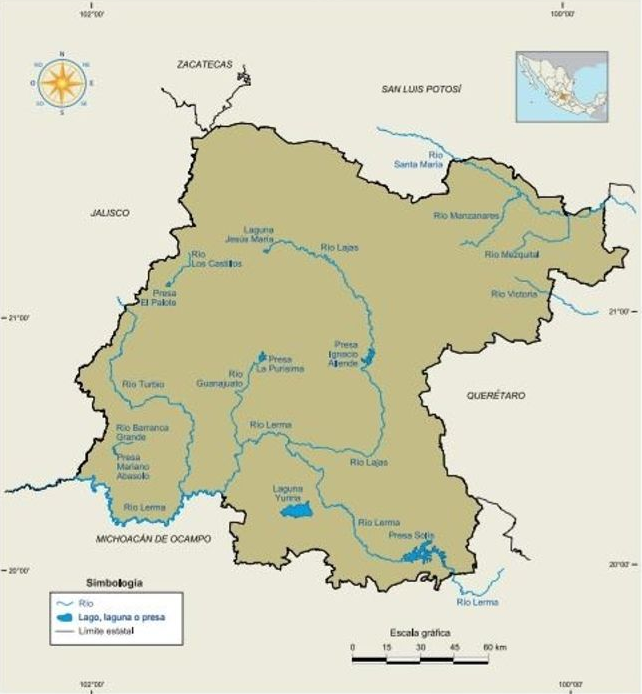 102°00'
100°00'
N
NO
NE
O
E
SO
SE
S
ZACATECAS
SAN LUIS POTOSÍ
Río
Santa María
JALISCO
Río Manzanares
Laguna
Jesús María
Río Lajas
Río
Los Castillos
Río Mezquital
Presa
El Palote
Río Victoria
21°00'
21°00'
Presa
Ignacio
Allende
Presa
La Purísima
Río
Guanajuato
Río Turbio
QUERÉTARO
Río Barranca
Grande
Río Lerma
Presa
Mariano
Abasolo
Río Lajas
Laguna
Yuriria
Río Lerma
Río Lerma
Presa Solís
MICHOACÁN DE OCAMPO
20°00'
20°00'
Simbología
Río
Lago, laguna o presa
Límite estatal
Río Lerma
Escala gráfica
0 15 30 45 60 km
102°00'
100°00'